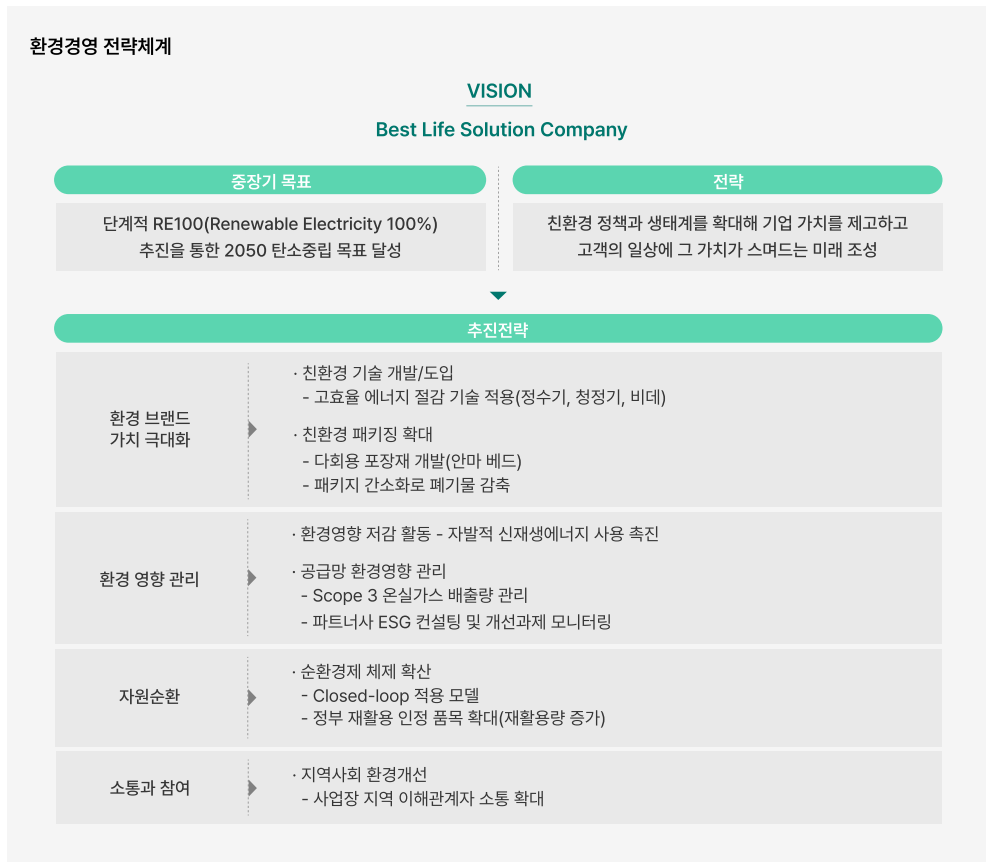 환경경영 전략체계
VISION
Best Life Solution Company
중장기 목표
단계적 RE100(Renewable Electricity 100%)
추진을 통한 2050 탄소중립 목표 달성
전략
친환경 정책과 생태계를 확대해 기업 가치를 제고하고
고객의 일상에 그 가치가 스며드는 미래 조성
추진전략
환경 브랜드
가치 극대화
· 친환경 기술 개발/도입
- 고효율 에너지 절감 기술 적용(정수기, 청정기, 비데)
· 친환경 패키징 확대
- 다회용 포장재 개발(안마 베드)
- 패키지 간소화로 폐기물 감축
환경 영향 관리
· 환경영향 저감 활동 - 자발적 신재생에너지 사용 촉진
· 공급망 환경영향 관리
- Scope 3 온실가스 배출량 관리
- 파트너사 ESG 컨설팅 및 개선과제 모니터링
자원순환
· 순환경제 체제 확산
- Closed-loop 적용 모델
- 정부 재활용 인정 품목 확대(재활용량 증가)
소통과 참여
· 지역사회 환경개선
- 사업장 지역 이해관계자 소통 확대